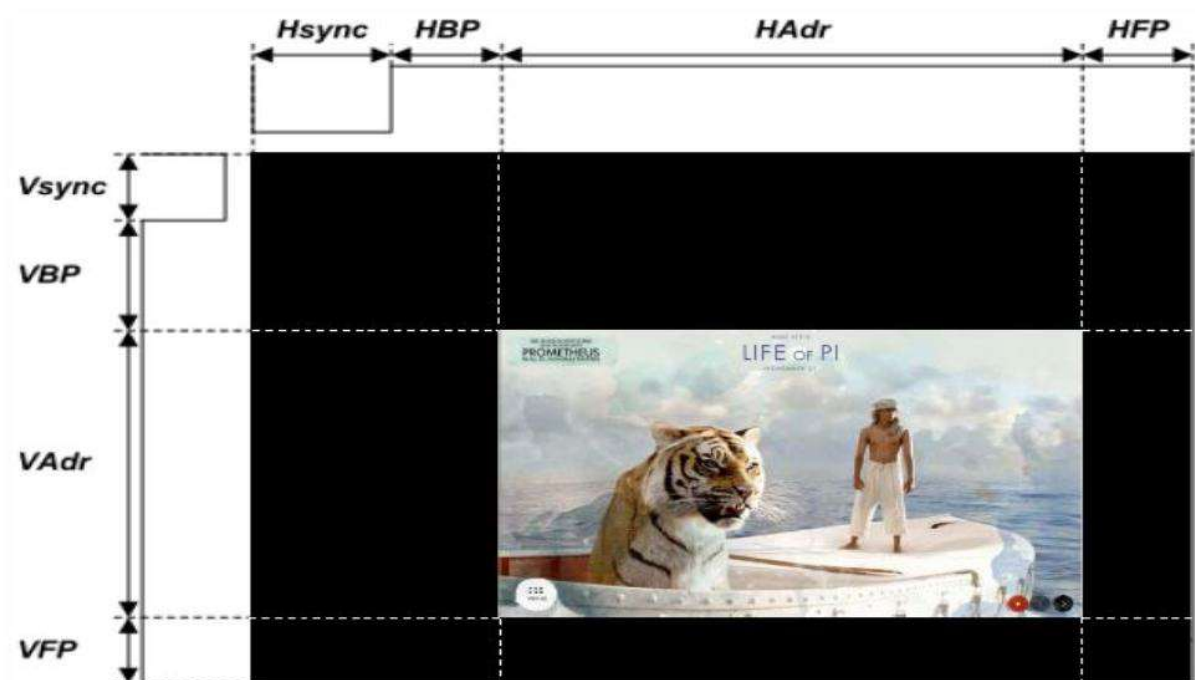 Hsync HBP HAdr HFP
Vsync
VBP
PROMETHEUS
LIFE OF PI
VAdr
VFP